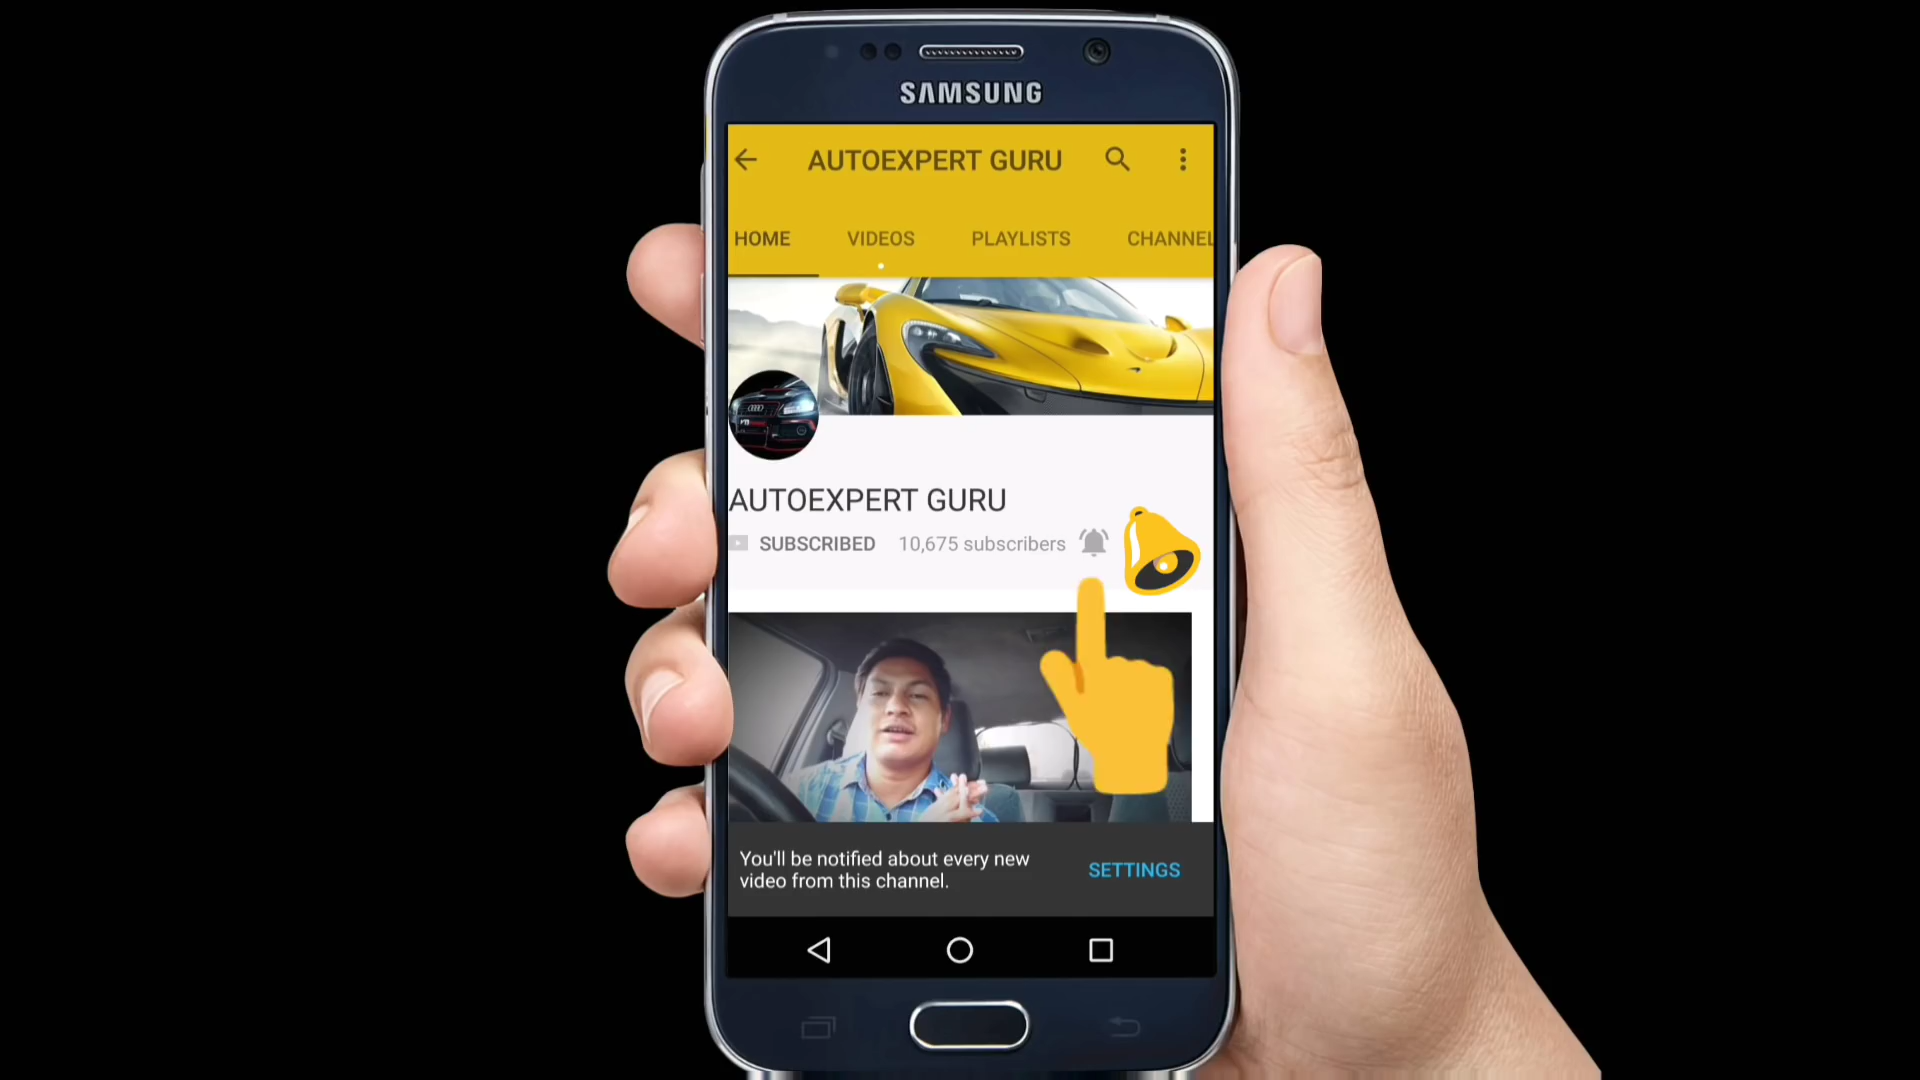 SAMSUNG
AUTOEXPERT GURU
HOME VIDEOS PLAYLISTS CHANNEL
AUTOEXPERT GURU
SUBSCRIBED 10,675 subscribers
You'll be notified about every new
video from this channel.
SETTINGS